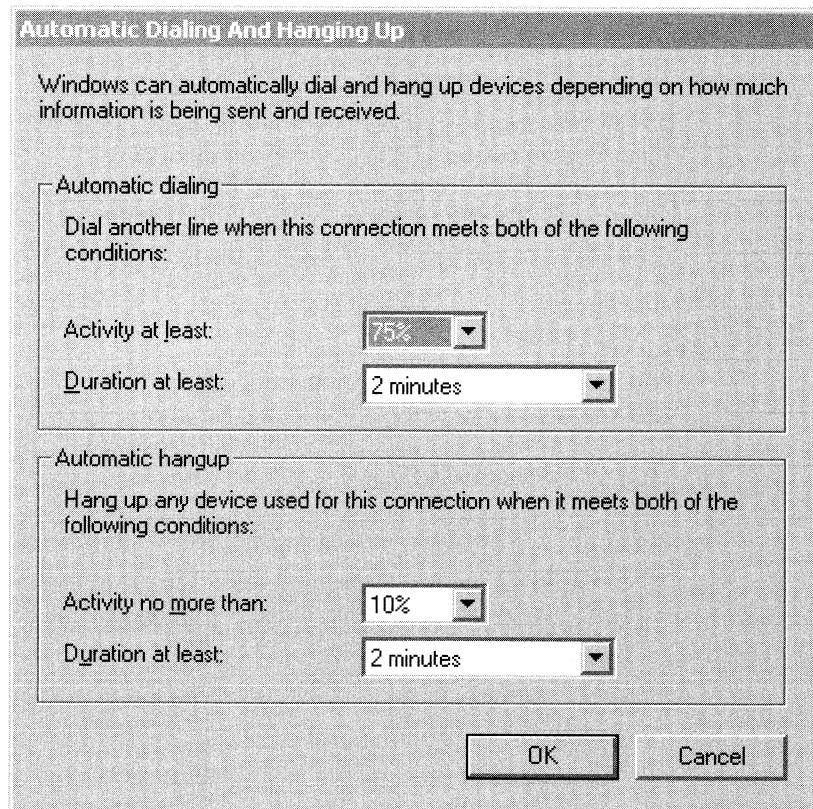 Automatic Dialing And Hanging Up
Windows can automatically dial and hang up devices depending on how much
information is being sent and received.
Automatic dialing
Dial another line when this connection meets both of the following
conditions:
Activity at least:
75%
Duration at least:
2 minutes
Automatic hangup
Hang up any device used for this connection when it meets both of the
following conditions:
Activity no more than:
10%
Duration at least:
2 minutes
OK
Cancel